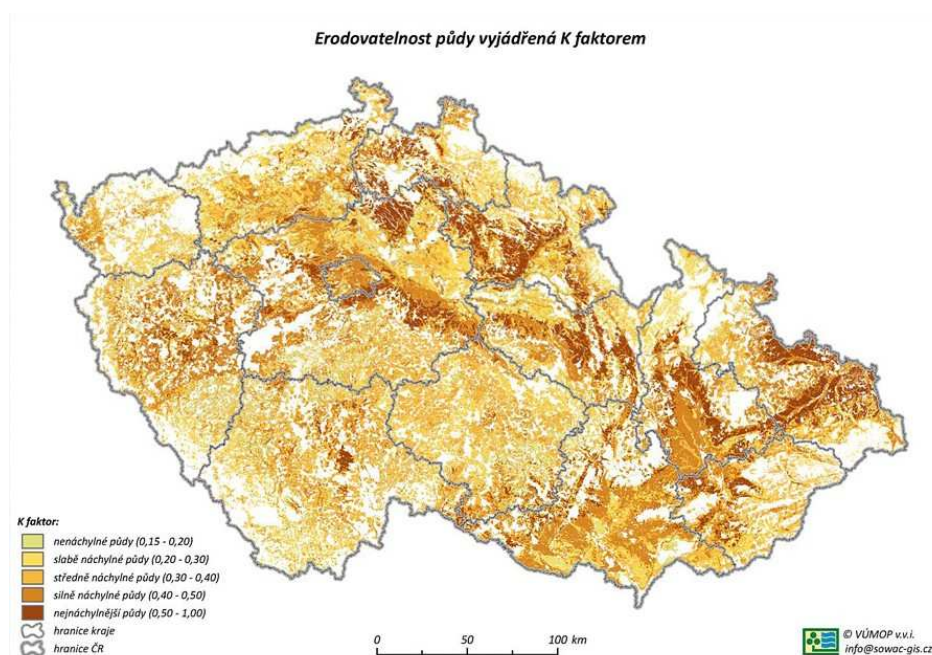 Erodovatelnost půdy vyjádřená K faktorem
K faktor:
nenáchylné půdy (0,15 - 0,20)
slabě náchylné půdy (0,20 - 0,30)
středně náchylné půdy (0,30 - 0,40)
silně náchylné půdy (0,40 - 0,50)
nejnáchylnější půdy (0,50 - 1,00)
hranice kraje
hranice ČR
0 50 100 km
© VÚMOP v.v.i.
info@sowac-gis.cz